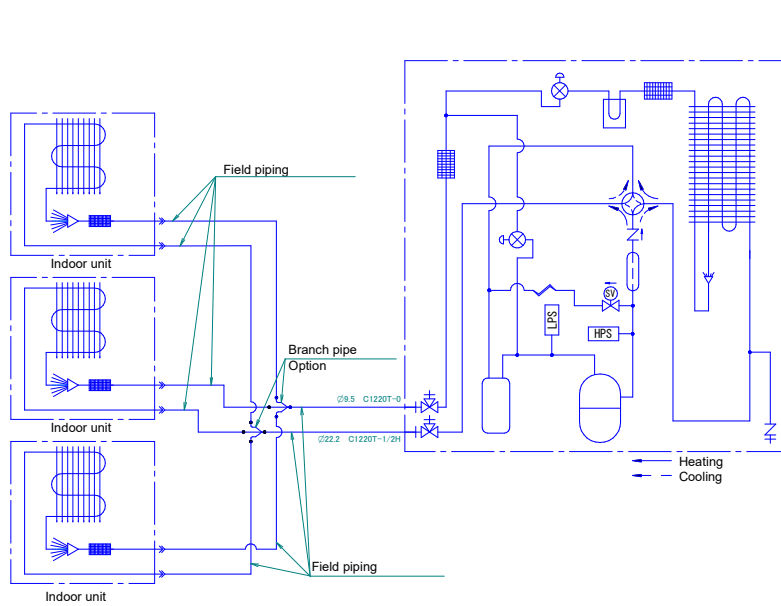 Field piping
Indoor unit
SV
LPS
HPS
Branch pipe
Option
Ø9.5 C1220T-0
Indoor unit
Ø22.2 C1220T-1/2H
Heating
Cooling
Field piping
Indoor unit